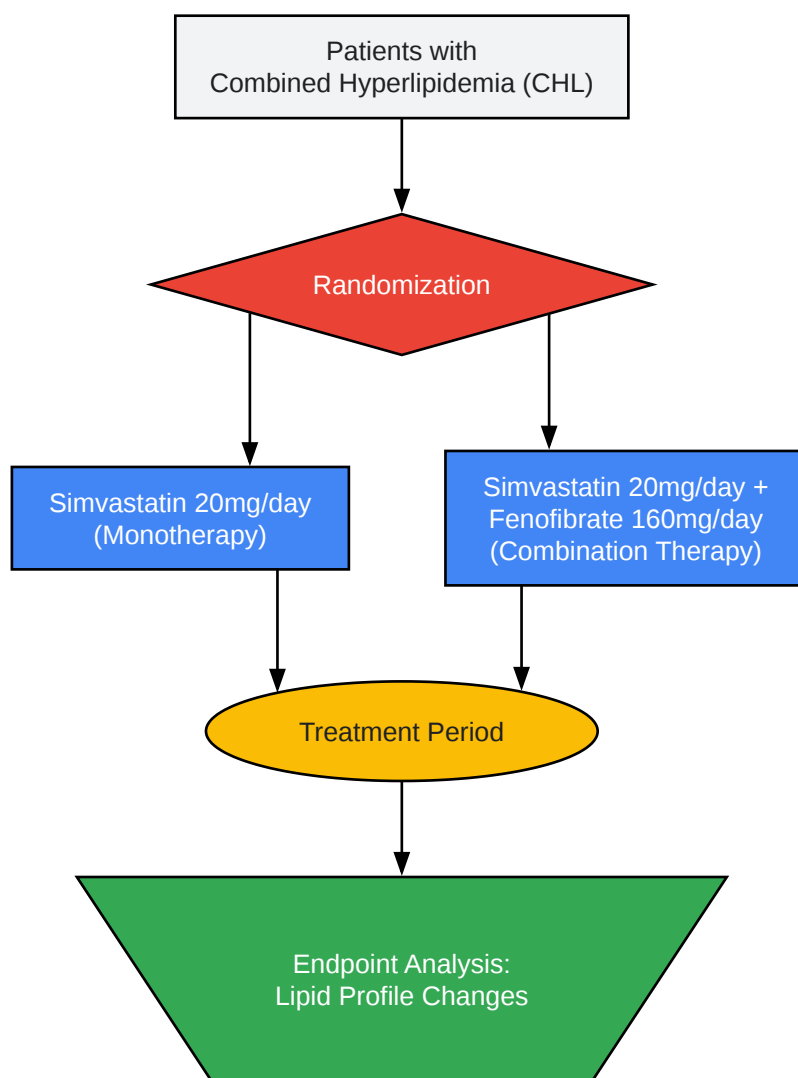 Patients with
Combined Hyperlipidemia (CHL)
Randomization
Simvastatin 20mg/day
(Monotherapy)
Simvastatin 20mg/day +
Fenofibrate 160mg/day
(Combination Therapy)
Treatment Period
Endpoint Analysis:
Lipid Profile Changes